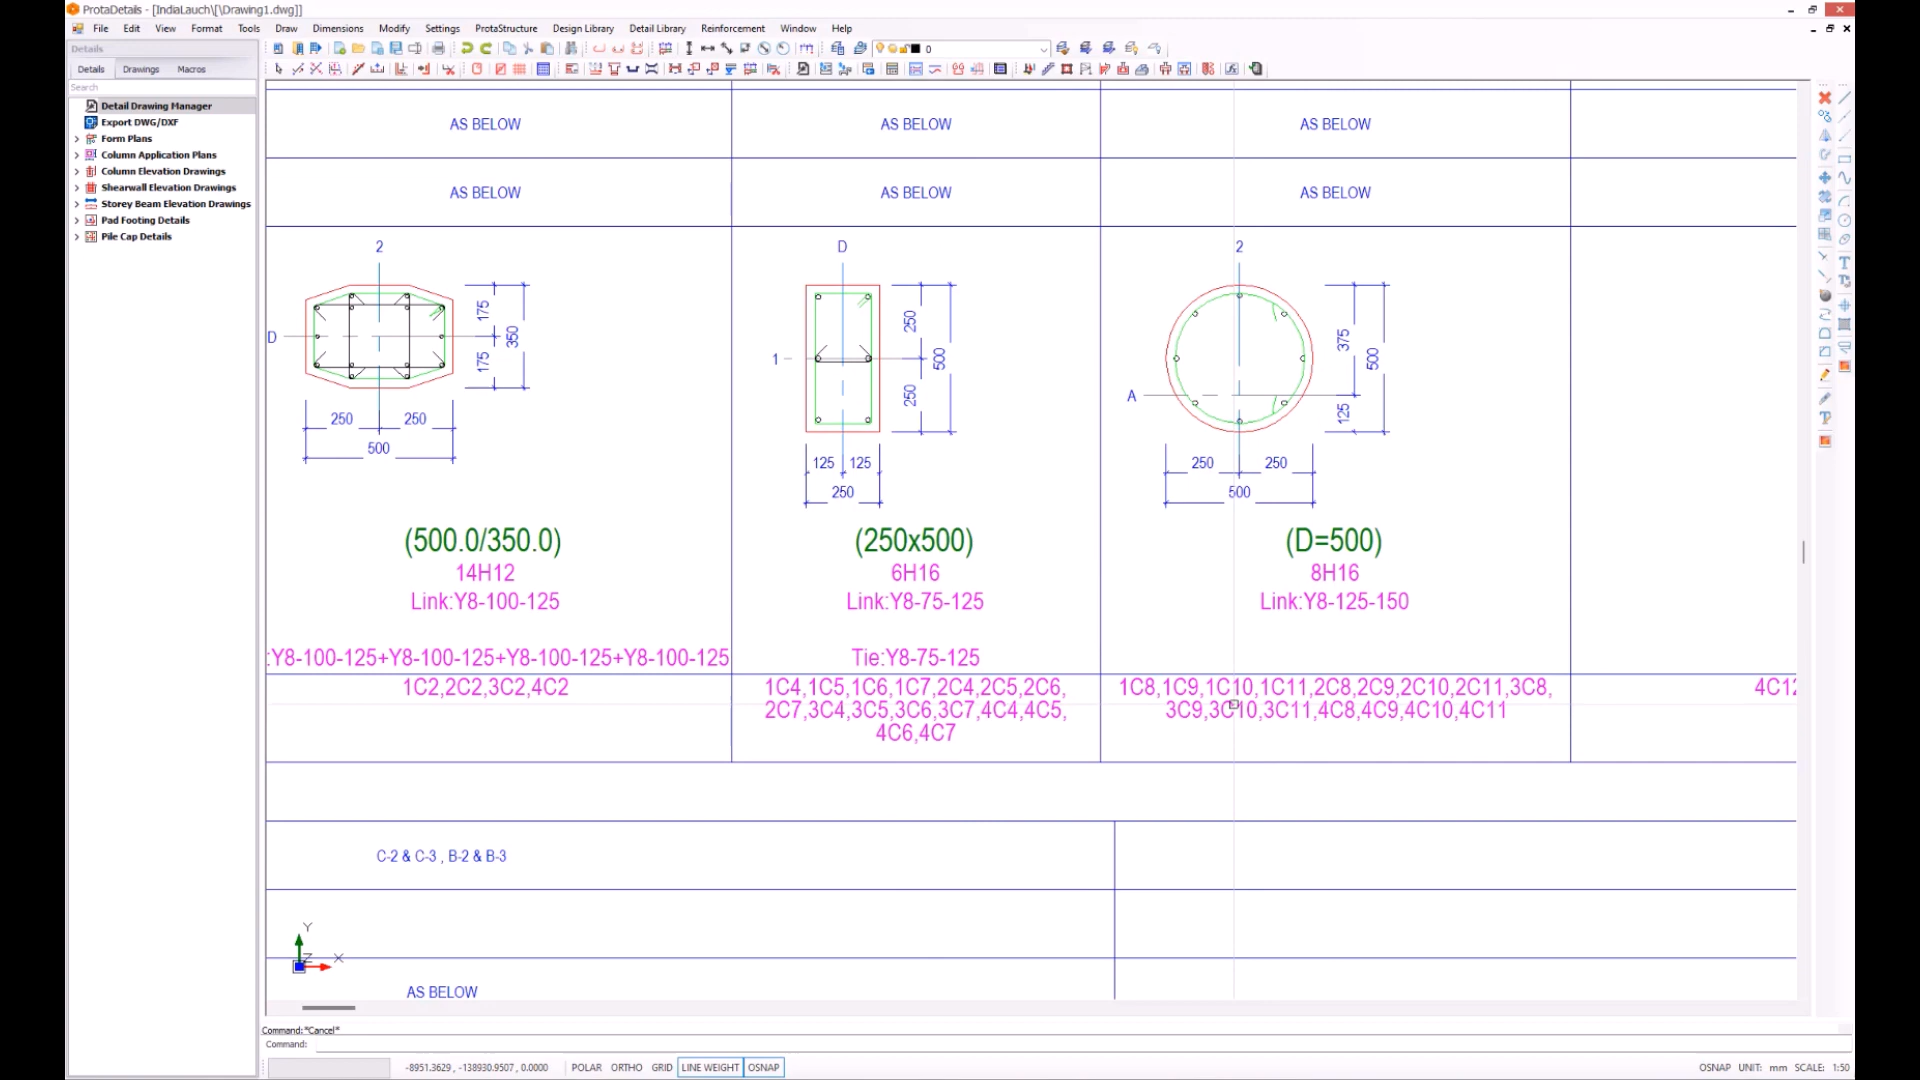 ProtaDetails - [IndiaLauch\[\Drawing1.dwg]]
File Edit View Format Tools Draw Dimensions Modify Settings ProtaStructure Design Library Detail Library Reinforcement Window Help
Details
0
Details Drawings Macros
Search
Detail Drawing Manager
Export DWG/DXF
Form Plans
Column Application Plans
Column Elevation Drawings
Shearwall Elevation Drawings
Storey Beam Elevation Drawings
Pad Footing Details
Pile Cap Details
AS BELOW AS BELOW AS BELOW
AS BELOW AS BELOW AS BELOW
2
D
175
175
350
250 250
500
(500.0/350.0)
14H12
Link:Y8-100-125
:Y8-100-125+Y8-100-125+Y8-100-125+Y8-100-125
1C2,2C2,3C2,4C2
D
1
250
250
500
125 125
250
(250x500)
6H16
Link:Y8-75-125
Tie:Y8-75-125
1C4,1C5,1C6,1C7,2C4,2C5,2C6,
2C7,3C4,3C5,3C6,3C7,4C4,4C5,
4C6,4C7
2
A
375
125
500
250 250
500
(D=500)
8H16
Link:Y8-125-150
1C8,1C9,1C10,1C11,2C8,2C9,2C10,2C11,3C8,
3C9,3C10,3C11,4C8,4C9,4C10,4C11
4C12
C-2 & C-3 , B-2 & B-3
AS BELOW
Y
Z X
Command:*Cancel*
Command:
-8951.3629 , -138930.9507 , 0.0000 POLAR ORTHO GRID LINE WEIGHT OSNAP OSNAP UNIT: mm SCALE: 1:50